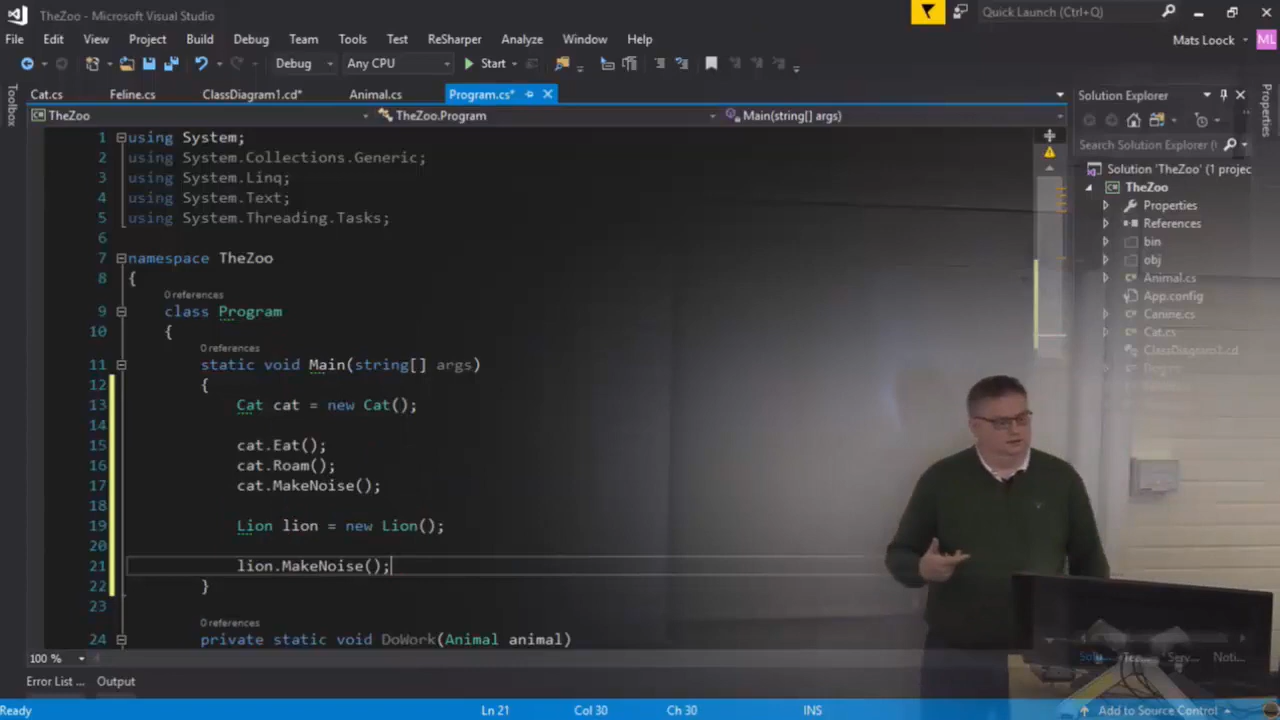 TheZoo - Microsoft Visual Studio
Quick Launch (Ctrl+Q)
File Edit View Project Build Debug Team Tools Test ReSharper Analyze Window Help
Mats Loock ML
Debug Any CPU Start
Cat.cs Feline.cs ClassDiagram1.cd* Animal.cs Program.cs*
Toolbox
TheZoo TheZoo.Program Main(string[] args)
1 using System;
2 using System.Collections.Generic;
3 using System.Linq;
4 using System.Text;
5 using System.Threading.Tasks;
6
7 namespace TheZoo
8 {
0 references
9 class Program
10 {
0 references
11 static void Main(string[] args)
12 {
13 Cat cat = new Cat();
14
15 cat.Eat();
16 cat.Roam();
17 cat.MakeNoise();
18
19 Lion lion = new Lion();
20
21 lion.MakeNoise();
22 }
23
0 references
24 private static void DoWork(Animal animal)
100 %
Error List ... Output
Ready Ln 21 Col 30 Ch 30 INS Add to Source Control
Solution Explorer
Properties
Search Solution Explorer (
Solution 'TheZoo' (1 projec
TheZoo
Properties
References
bin
obj
Animal.cs
App.config
Canine.cs
Cat.cs
ClassDiagram1.cd
Solu... Te... Serv... Noti...